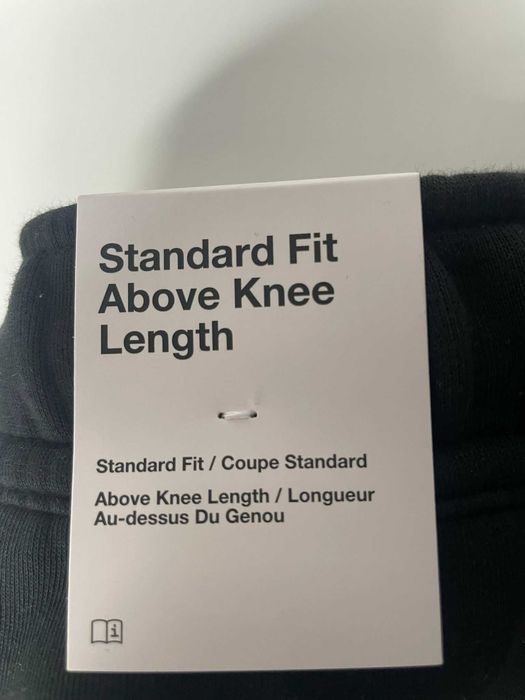 Standard Fit
Above Knee
Length
Standard Fit / Coupe Standard
Above Knee Length / Longueur
Au-dessus Du Genou
i